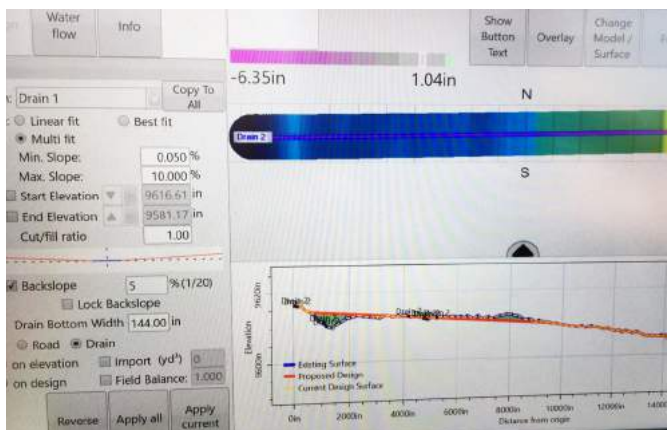 Water
flow
Info
Show
Button
Text
Overlay
Change
Model /
Surface
-6.35in
1.04in
N
Drain 1
Copy To
All
Linear fit
Best fit
Multi fit
Min. Slope:
0.050 %
Max. Slope:
10.000 %
Start Elevation
9616.61 in
End Elevation
9581.17 in
Cut/fill ratio
1.00
Drain 2
S
Backslope
5
% (1/20)
Lock Backslope
Drain Bottom Width
144.00 in
Road
Drain
on elevation
Import (yd³)
0
on design
Field Balance:
1.000
Reverse
Apply all
Apply
current
Elevation
9620in
9600in
Existing Surface
Proposed Design
Current Design Surface
0in
2000in
4000in
6000in
8000in
10000in
12000in
Distance from origin